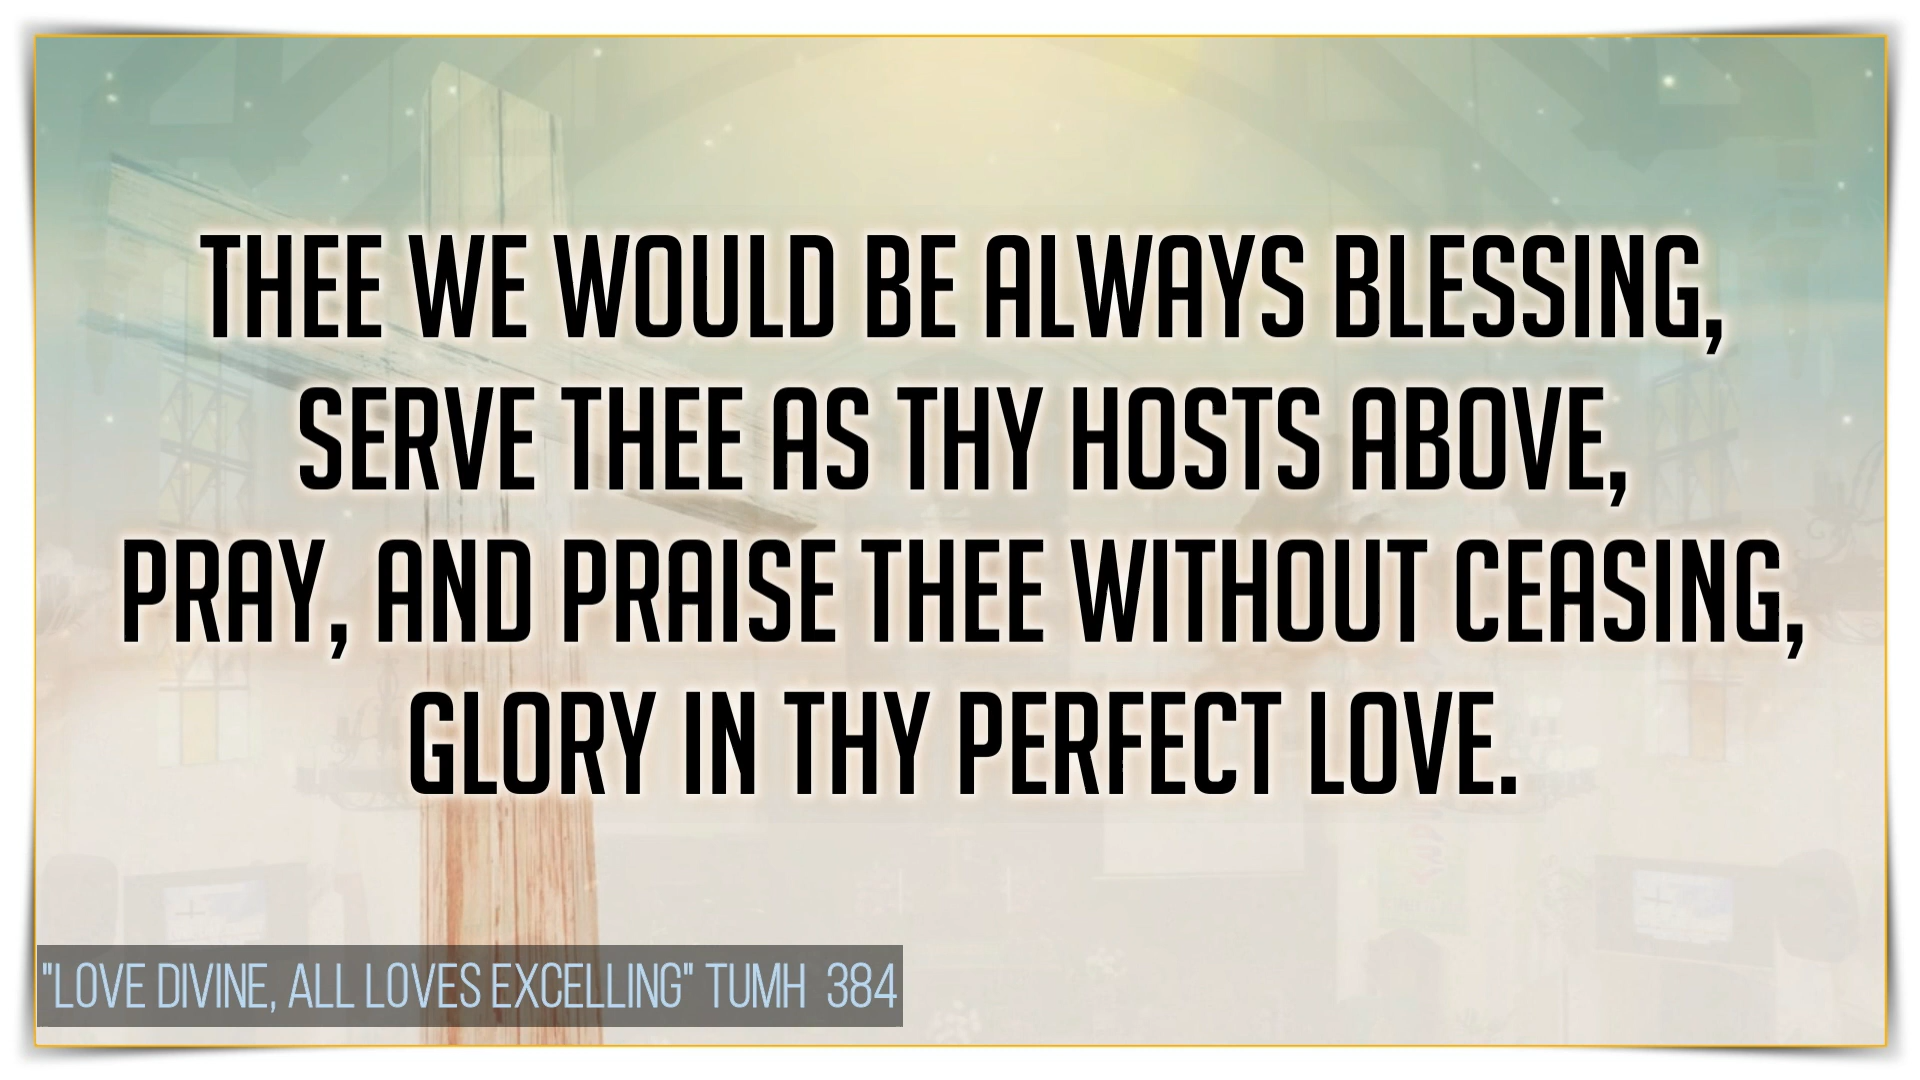 THEE WE WOULD BE ALWAYS BLESSING,
SERVE THEE AS THY HOSTS ABOVE,
PRAY, AND PRAISE THEE WITHOUT CEASING,
GLORY IN THY PERFECT LOVE.
"LOVE DIVINE, ALL LOVES EXCELLING" TUMH 384